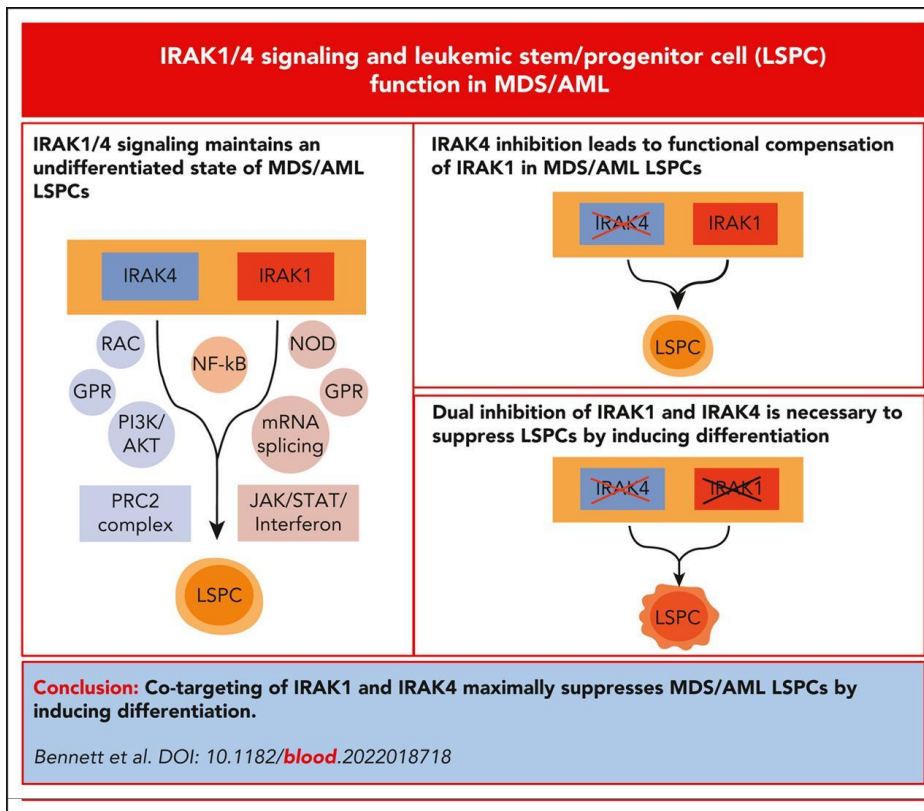 IRAK1/4 signaling and leukemic stem/progenitor cell (LSPC)
function in MDS/AML
IRAK1/4 signaling maintains an
undifferentiated state of MDS/AML
LSPCs
IRAK4
IRAK1
RAC
NF-kB
NOD
GPR
GPR
PI3K/
AKT
mRNA
splicing
PRC2
complex
JAK/STAT/
Interferon
LSPC
IRAK4 inhibition leads to functional compensation
of IRAK1 in MDS/AML LSPCs
IRAK4
IRAK1
LSPC
Dual inhibition of IRAK1 and IRAK4 is necessary to
suppress LSPCs by inducing differentiation
IRAK4
IRAK1
LSPC
Conclusion: Co-targeting of IRAK1 and IRAK4 maximally suppresses MDS/AML LSPCs by
inducing differentiation.
Bennett et al. DOI: 10.1182/blood.2022018718